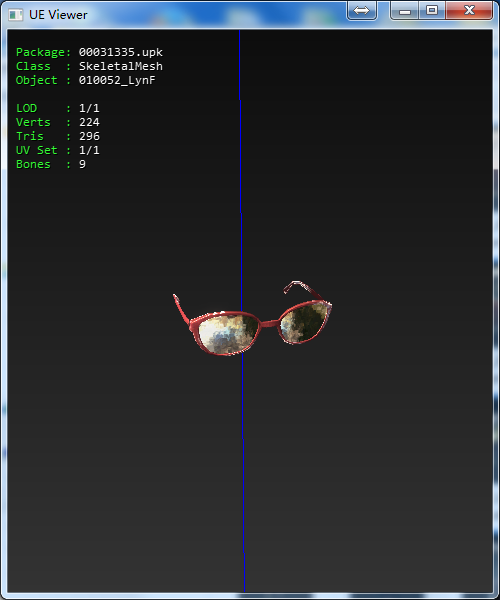 UE Viewer
Package: 00031335.upk
Class : SkeletalMesh
Object : 010052_LynF
LOD : 1/1
Verts : 224
Tris : 296
UV Set : 1/1
Bones : 9